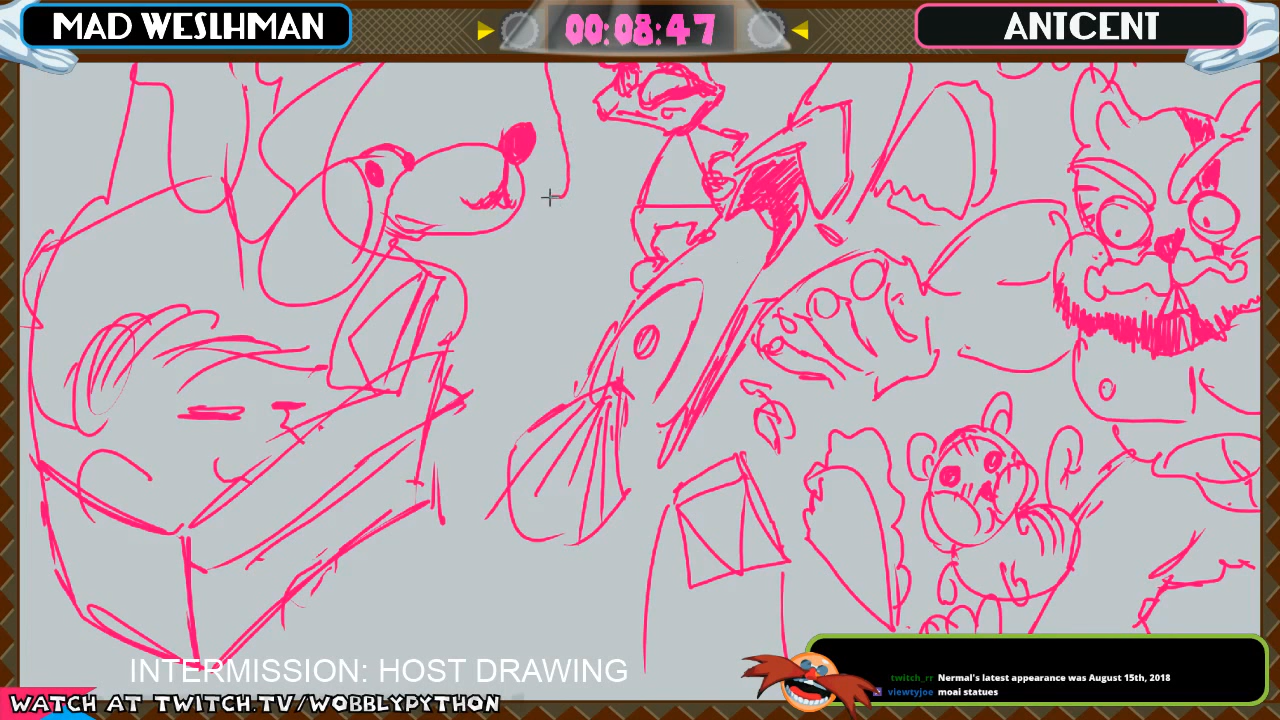 MAD WESLHMAN
00:08:47
ANTCENT
INTERMISSION: HOST DRAWING
twitch_rr Nermal's latest appearance was August 15th, 2018
viewtyjoe moai statues
WATCH AT TWITCH.TV/WOBBLYPYTHON